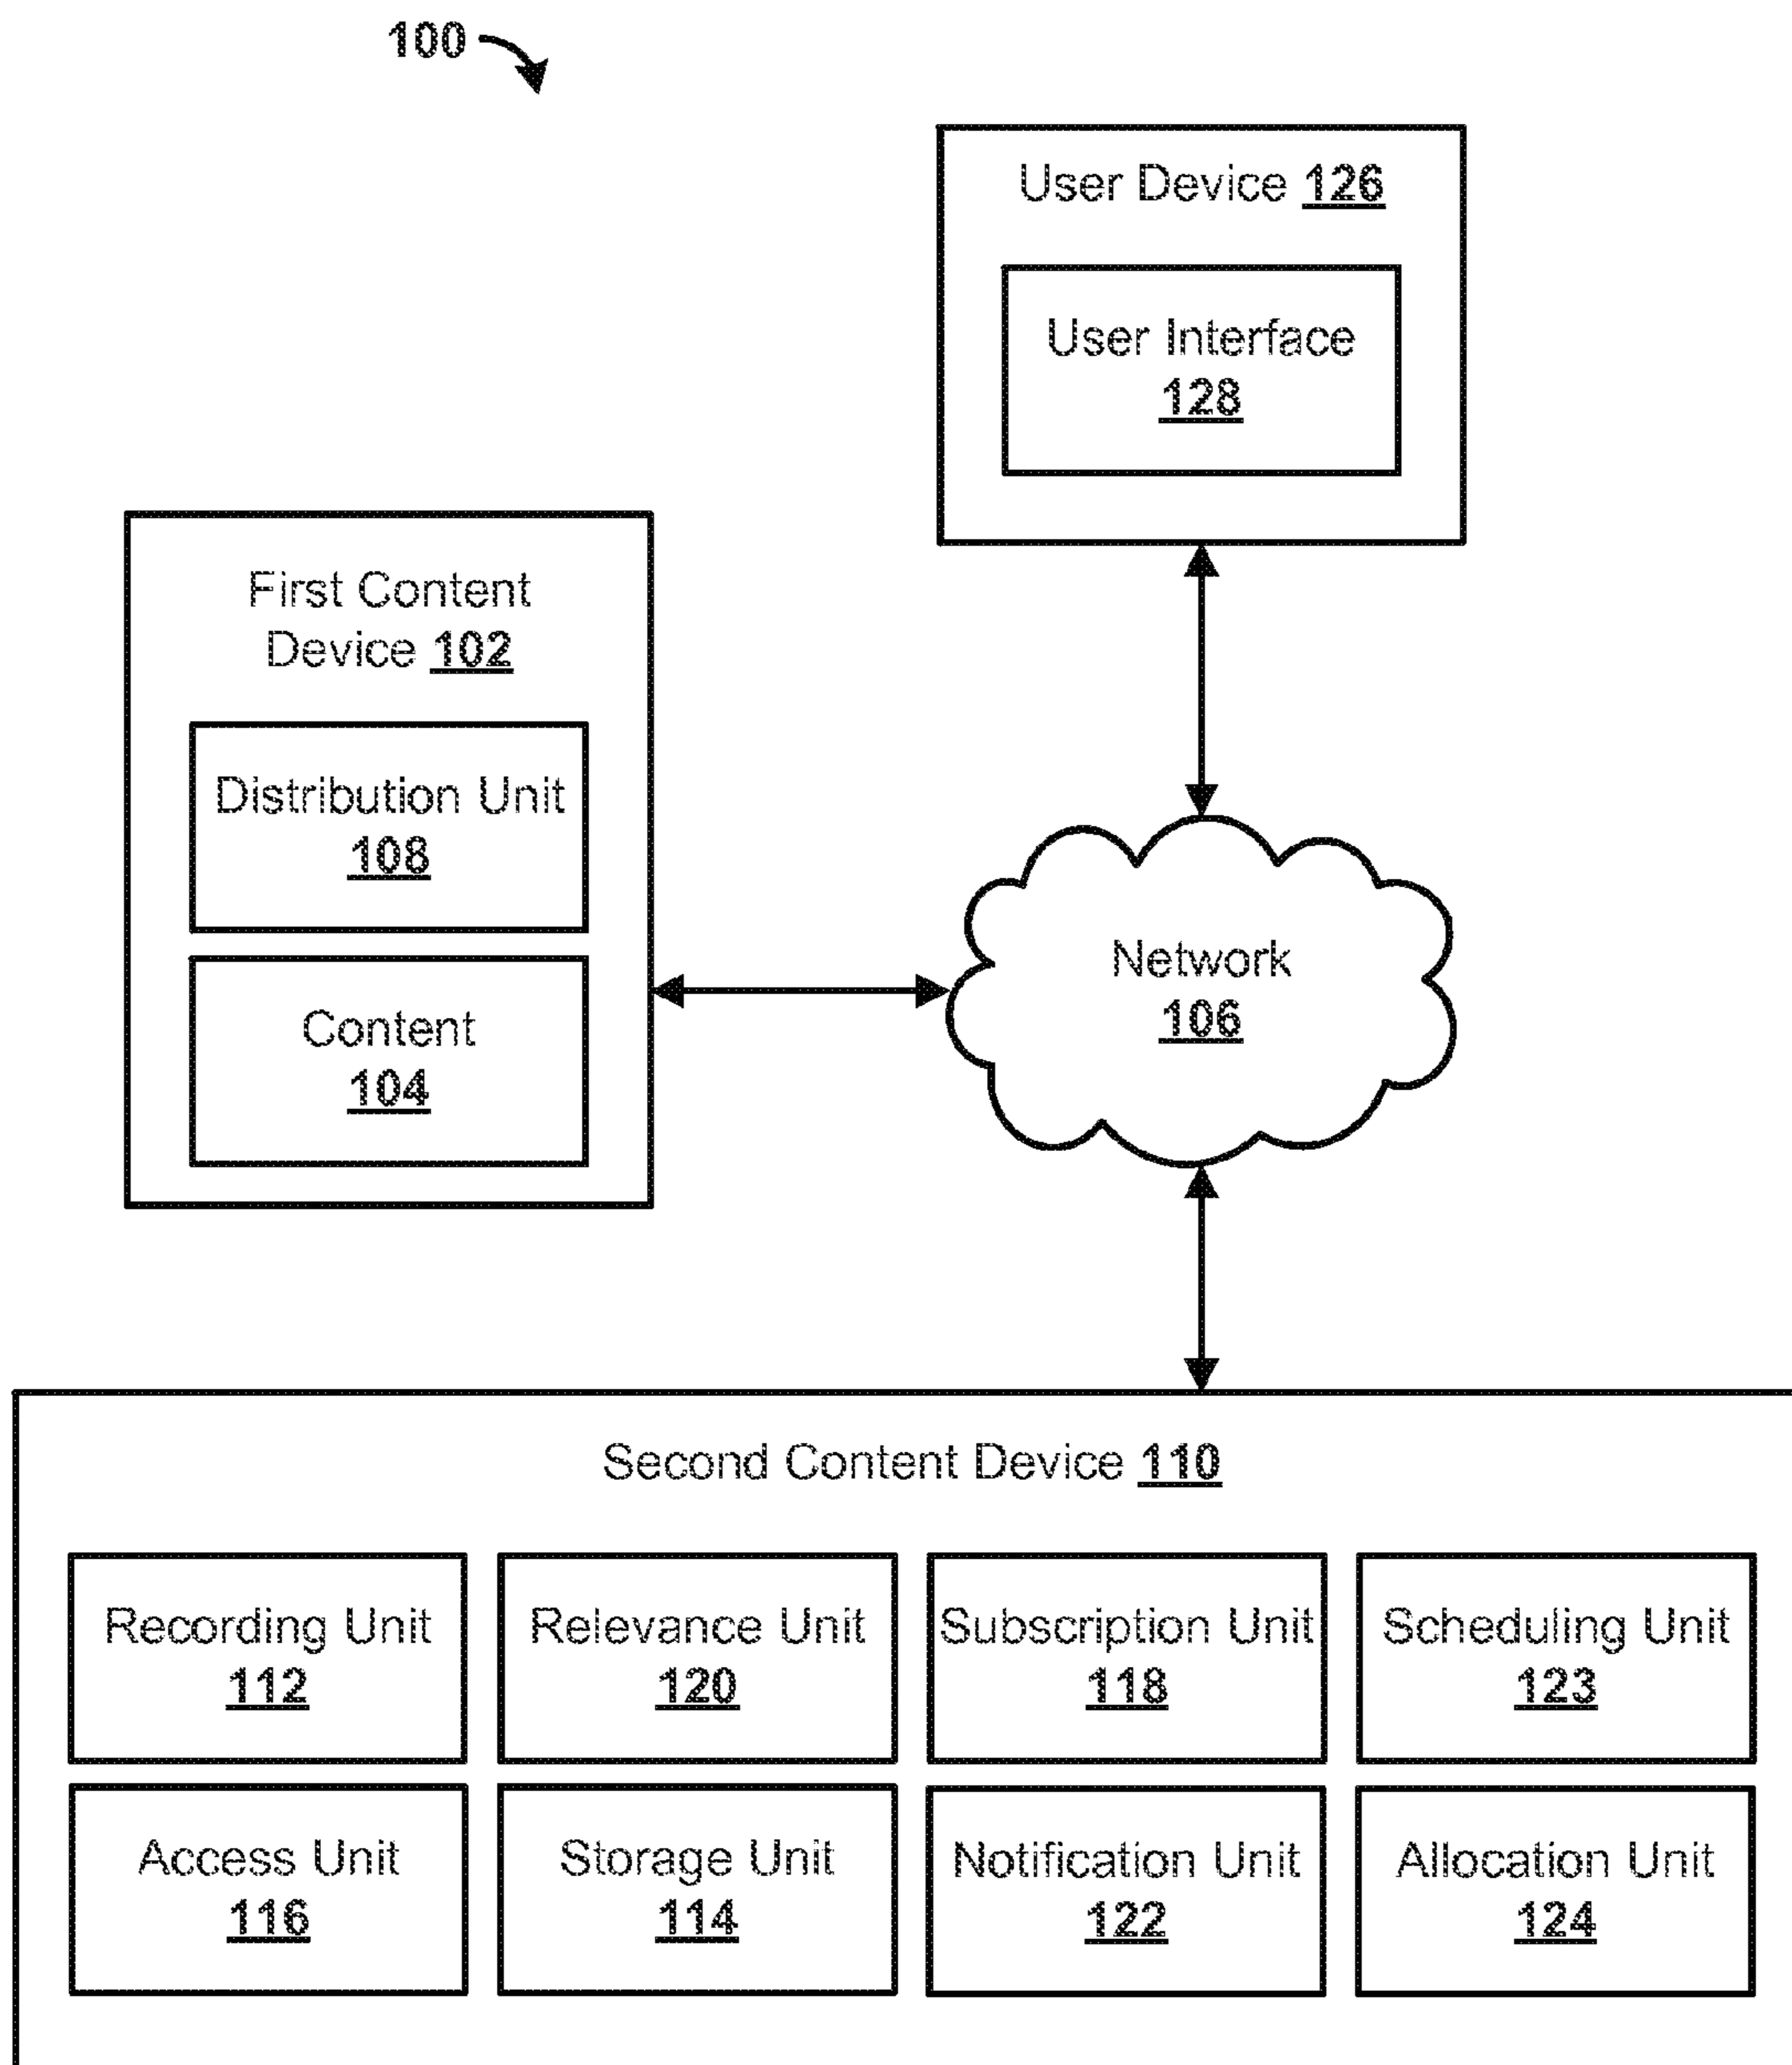 100
User Device 126
User Interface
128
First Content
Device 102
Distribution Unit
108
Content
104
Network
106
Second Content Device 110
Recording Unit
112
Relevance Unit
120
Subscription Unit
118
Scheduling Unit
123
Access Unit
116
Storage Unit
114
Notification Unit
122
Allocation Unit
124